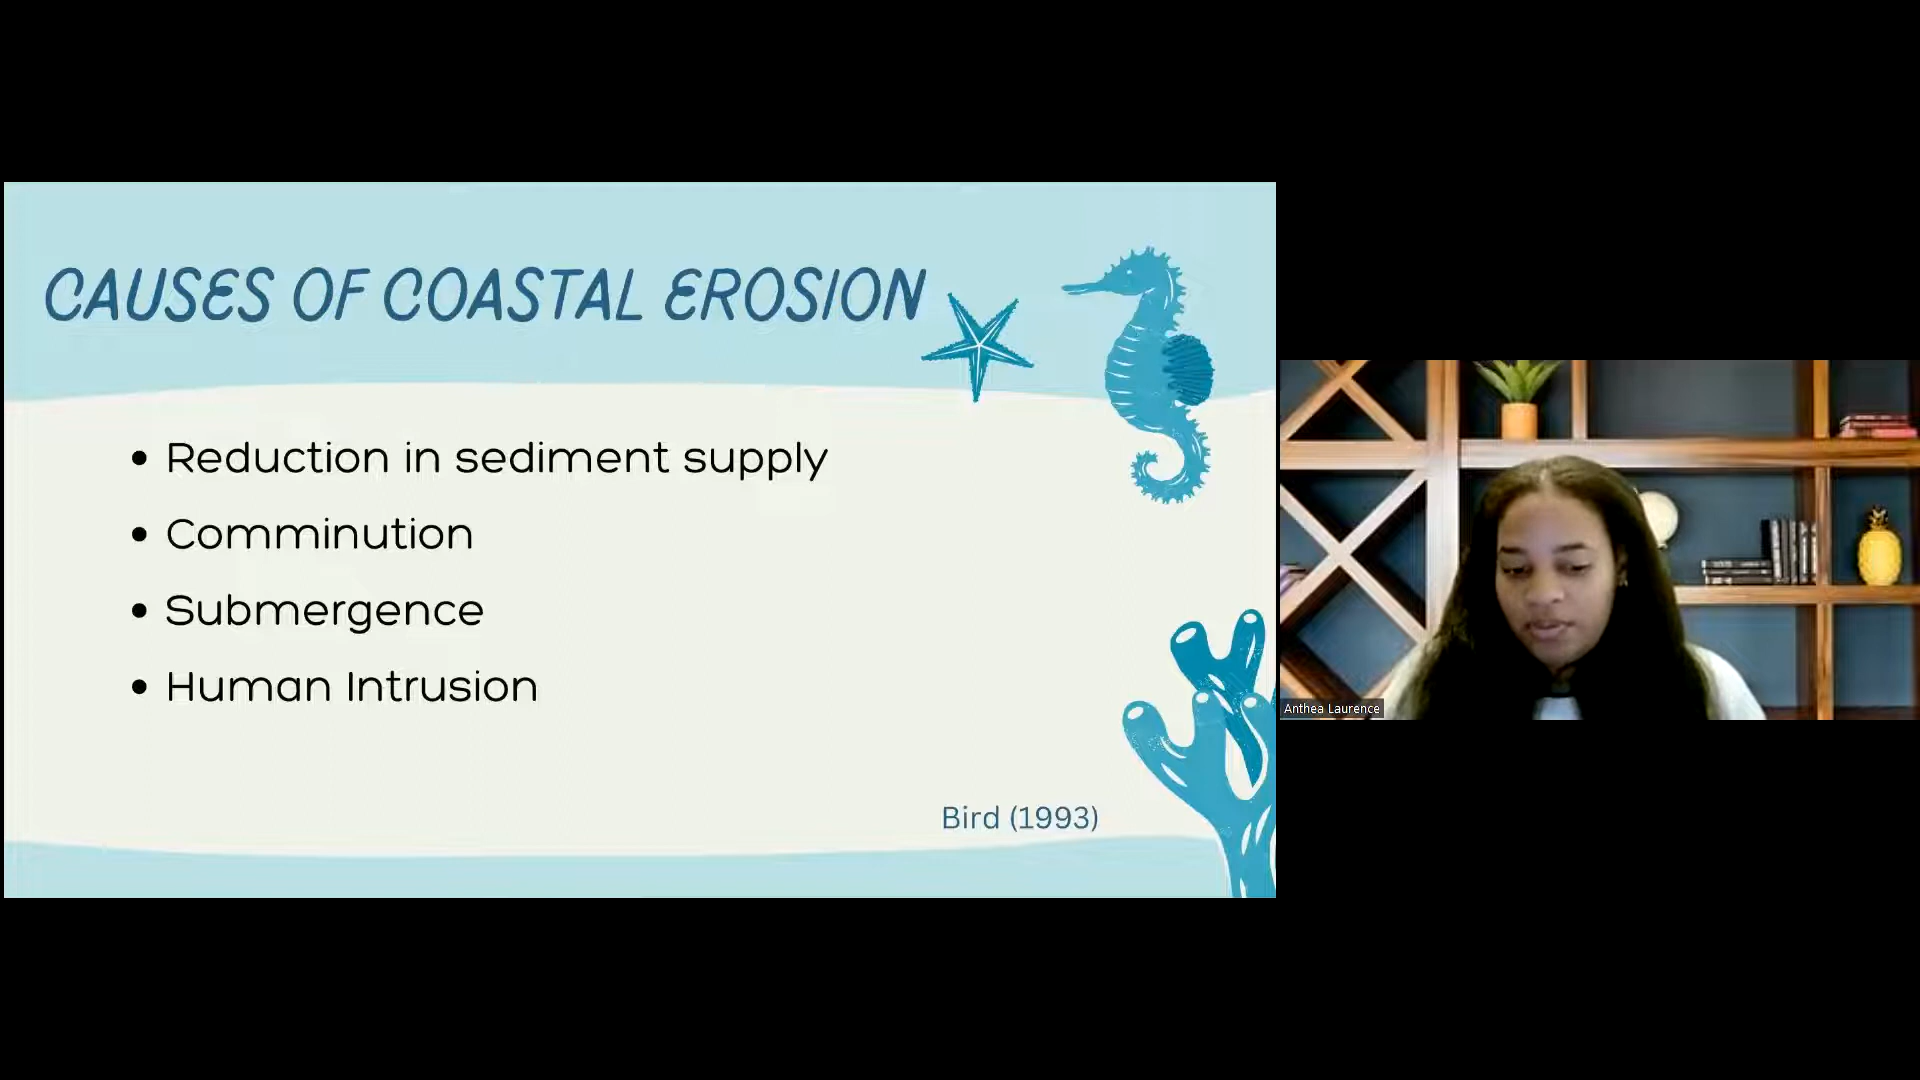 CAUSES OF COASTAL EROSION
• Reduction in sediment supply
• Comminution
• Submergence
• Human Intrusion
Bird (1993)
Anthea Laurence